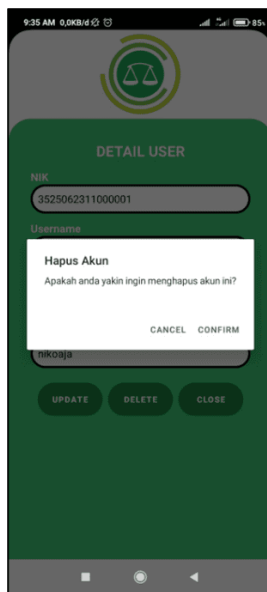 9:35 AM 0,0KB/d
85%
DETAIL USER
NIK
3525062311000001
Username
Hapus Akun
Apakah anda yakin ingin menghapus akun ini?
CANCEL CONFIRM
nikoaja
UPDATE DELETE CLOSE